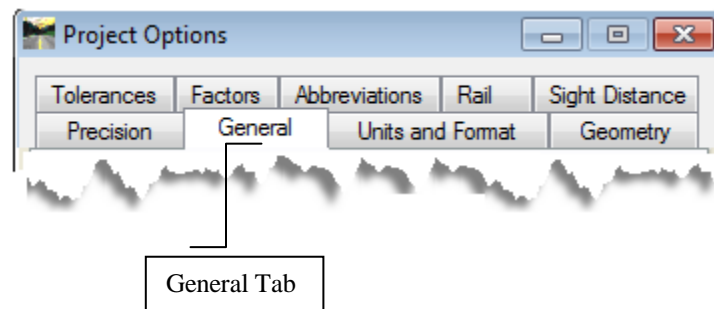 Project Options
Tolerances Factors Abbreviations Rail Sight Distance
Precision General Units and Format Geometry
General Tab